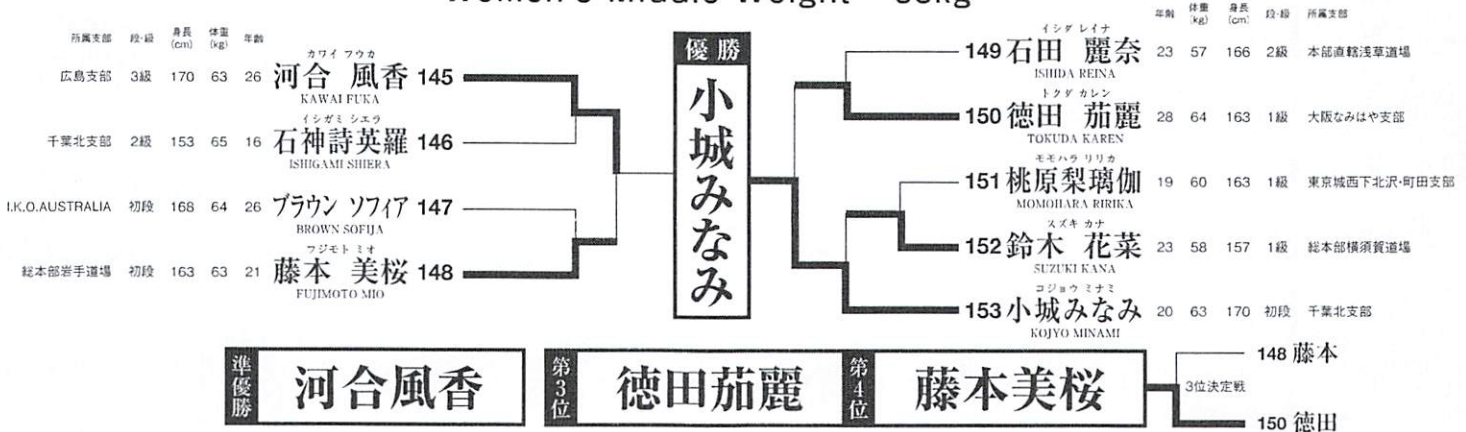 Women's Middle Weight
所属支部 段・級 身長(cm) 体重(kg) 年齢
カワイ フウカ
広島支部 3級 170 63 26 河合 風香 145
KAWAI FUKA
イシガミ シエラ
千葉北支部 2級 153 65 16 石神詩英羅 146
ISHIGAMI SHIERA
I.K.O.AUSTRALIA 初段 168 64 26 ブラウン ソフィア 147
BROWN SOFIJA
フジモト ミオ
総本部岩手道場 初段 163 63 21 藤本 美桜 148
FUJIMOTO MIO
優勝
小城みなみ
年齢 体重(kg) 身長(cm) 段・級 所属支部
イシダ レイナ
149 石田 麗奈 23 57 166 2級 本部直轄浅草道場
ISHIDA REINA
トクダ カレン
150 徳田 茄麗 28 64 163 1級 大阪なみはや支部
TOKUDA KAREN
モモハラ リリカ
151 桃原梨璃伽 19 60 163 1級 東京城西下北沢・町田支部
MOMOHARA RIRIKA
スズキ カナ
152 鈴木 花菜 23 58 157 1級 総本部横須賀道場
SUZUKI KANA
コジョウ ミナミ
153 小城みなみ 20 63 170 初段 千葉北支部
KOJYO MINAMI
準優勝 河合風香
第3位 徳田茄麗
第4位 藤本美桜
148 藤本
3位決定戦
150 徳田